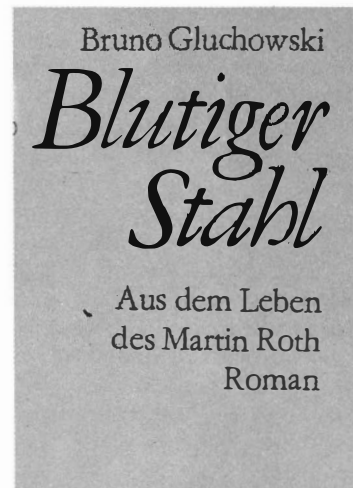 Bruno Gluchowski
Blutiger
Stahl
Aus dem Leben
des Martin Roth
Roman